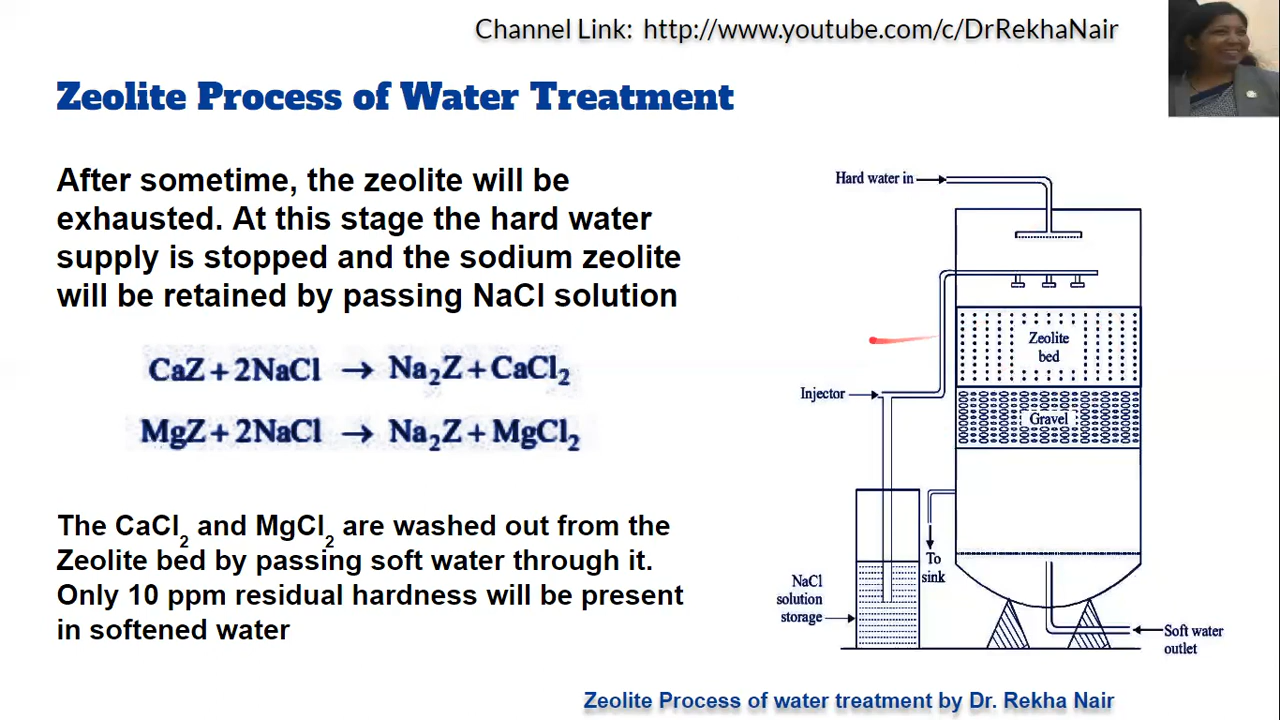 Channel Link: http://www.youtube.com/c/DrRekhaNair
Zeolite Process of Water Treatment
After sometime, the zeolite will be
exhausted. At this stage the hard water
supply is stopped and the sodium zeolite
will be retained by passing NaCl solution
CaZ + 2NaCl → Na₂Z + CaCl₂
MgZ + 2NaCl → Na₂Z + MgCl₂
The CaCl₂ and MgCl₂ are washed out from the
Zeolite bed by passing soft water through it.
Only 10 ppm residual hardness will be present
in softened water
Hard water in
Zeolite
bed
Injector
Gravel
To
sink
NaCl
solution
storage
Soft water
outlet
Zeolite Process of water treatment by Dr. Rekha Nair